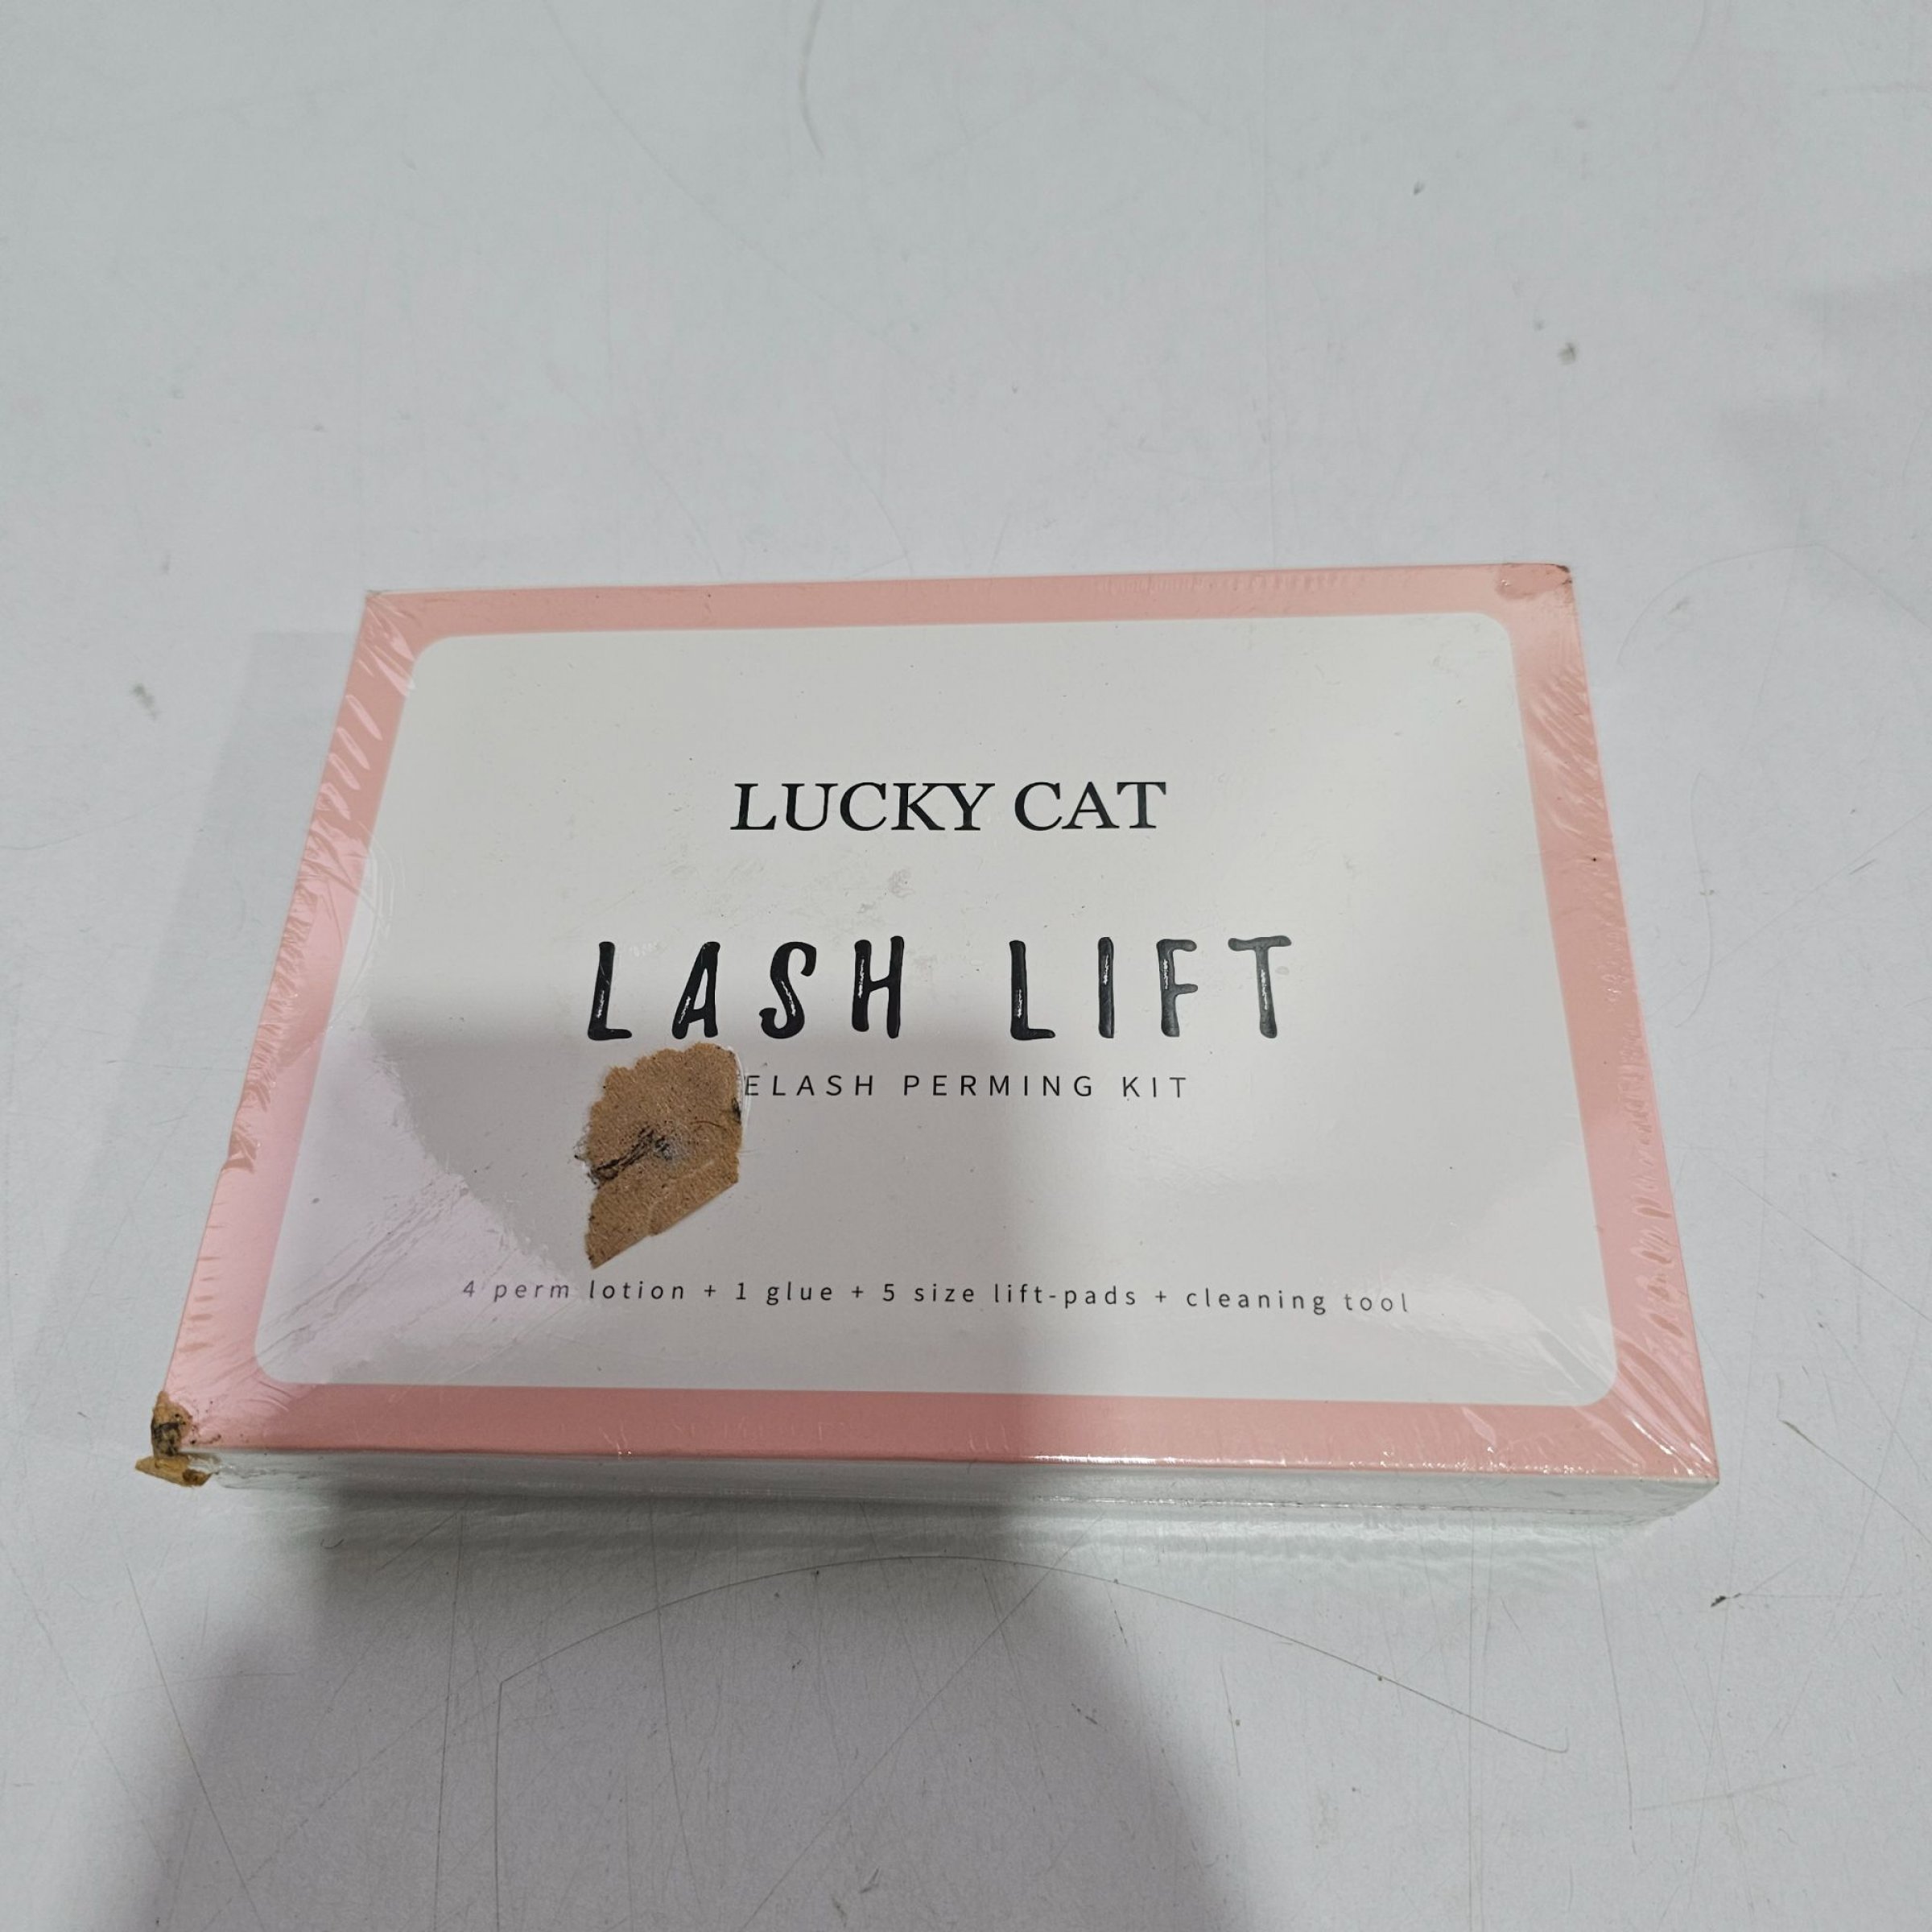 LUCKY CAT
LASH LIFT
ELASH PERMING KIT
4 perm lotion + 1 glue + 5 size lift-pads + cleaning tool